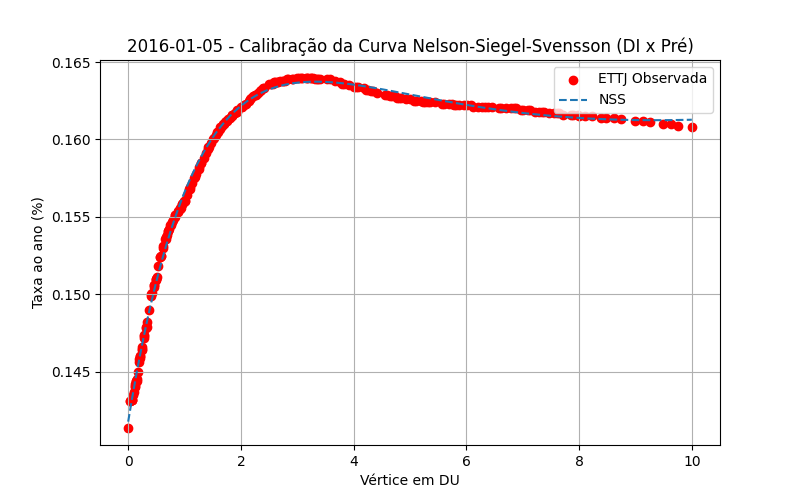 2016-01-05 - Calibração da Curva Nelson-Siegel-Svensson (DI x Pré)
0.165
0.160
0.155
0.150
0.145
Taxa ao ano (%)
ETTJ Observada
NSS
0
2
4
6
8
10
Vértice em DU